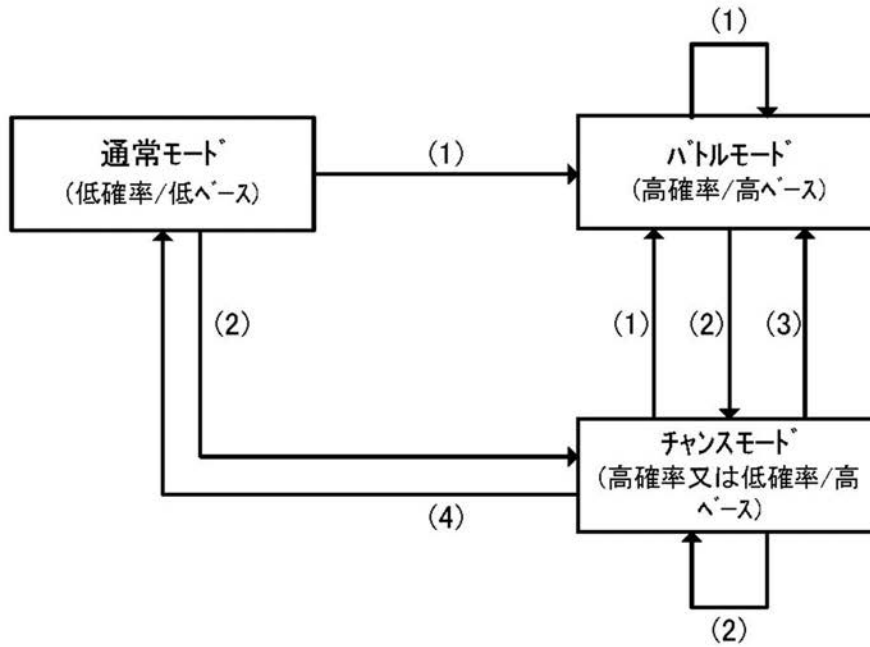 (1)
通常モード
(低確率/低ベース)
(1)
バトルモード
(高確率/高ベース)
(2)
(1)
(2)
(3)
チャンスモード
(高確率又は低確率/高
ベース)
(4)
(2)